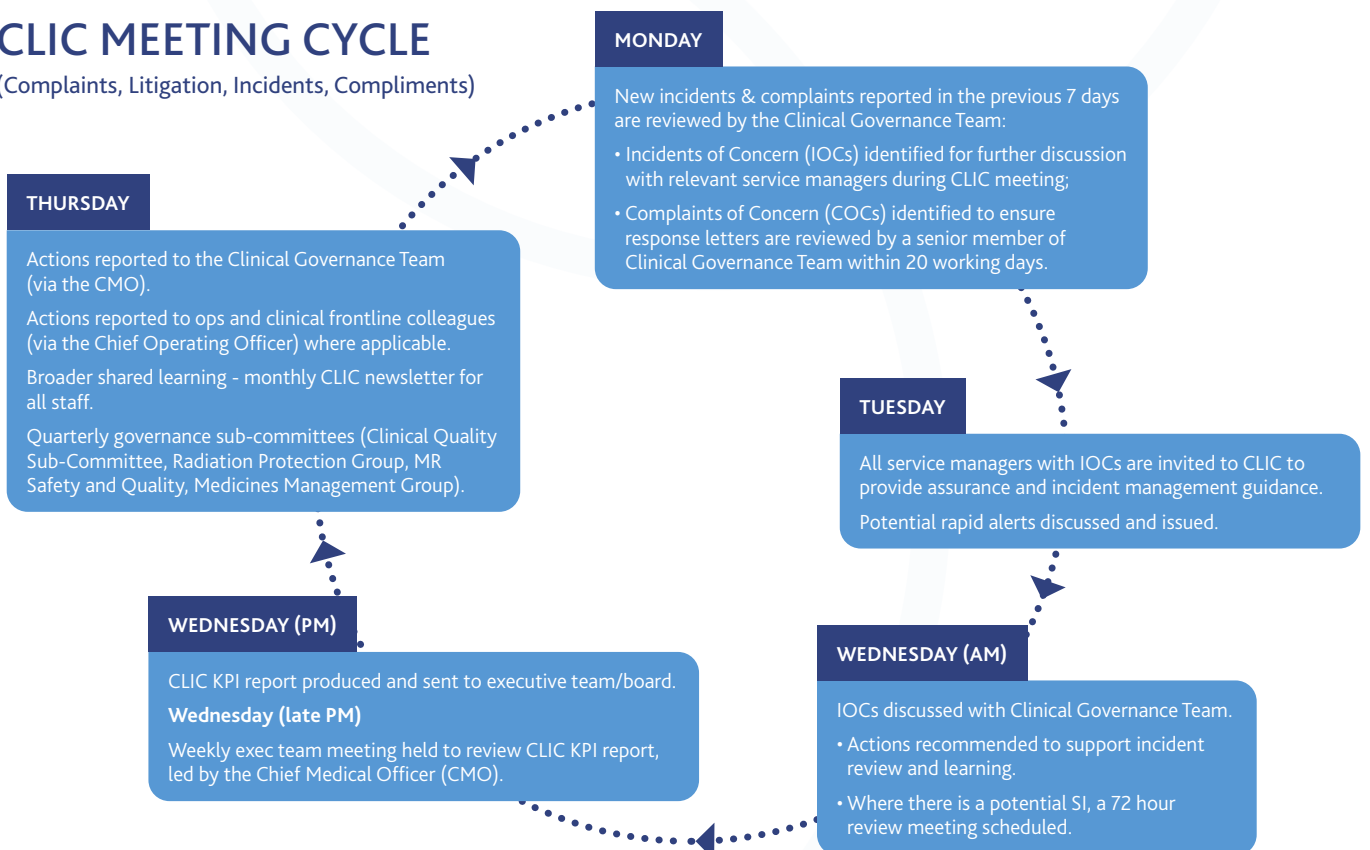 CLIC MEETING CYCLE
(Complaints, Litigation, Incidents, Compliments)
MONDAY
New incidents & complaints reported in the previous 7 days
are reviewed by the Clinical Governance Team:
• Incidents of Concern (IOCs) identified for further discussion
with relevant service managers during CLIC meeting;
• Complaints of Concern (COCs) identified to ensure
response letters are reviewed by a senior member of
Clinical Governance Team within 20 working days.
TUESDAY
All service managers with IOCs are invited to CLIC to
provide assurance and incident management guidance.
Potential rapid alerts discussed and issued.
WEDNESDAY (AM)
IOCs discussed with Clinical Governance Team.
• Actions recommended to support incident
review and learning.
• Where there is a potential SI, a 72 hour
review meeting scheduled.
WEDNESDAY (PM)
CLIC KPI report produced and sent to executive team/board.
Wednesday (late PM)
Weekly exec team meeting held to review CLIC KPI report,
led by the Chief Medical Officer (CMO).
THURSDAY
Actions reported to the Clinical Governance Team
(via the CMO).
Actions reported to ops and clinical frontline colleagues
(via the Chief Operating Officer) where applicable.
Broader shared learning - monthly CLIC newsletter for
all staff.
Quarterly governance sub-committees (Clinical Quality
Sub-Committee, Radiation Protection Group, MR
Safety and Quality, Medicines Management Group).